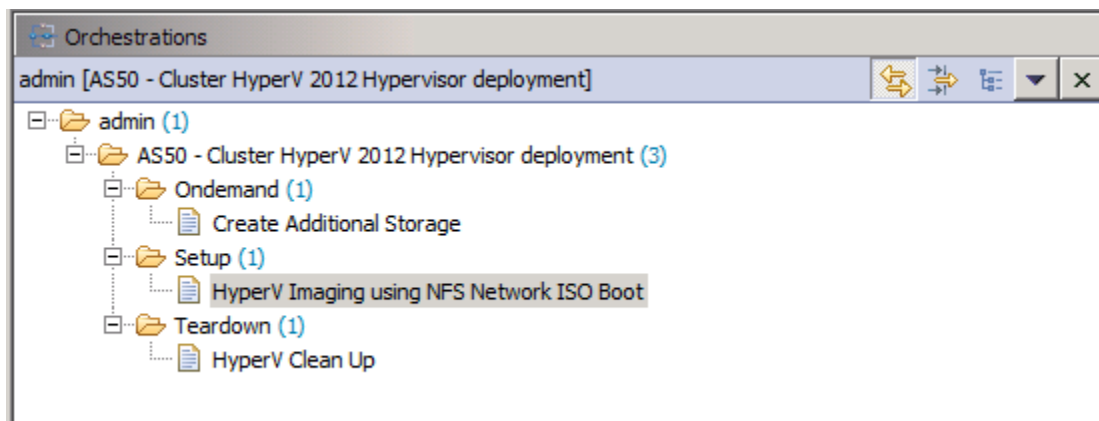 Orchestrations
admin [AS50 - Cluster HyperV 2012 Hypervisor deployment]
admin (1)
AS50 - Cluster HyperV 2012 Hypervisor deployment (3)
Ondemand (1)
Create Additional Storage
Setup (1)
HyperV Imaging using NFS Network ISO Boot
Teardown (1)
HyperV Clean Up